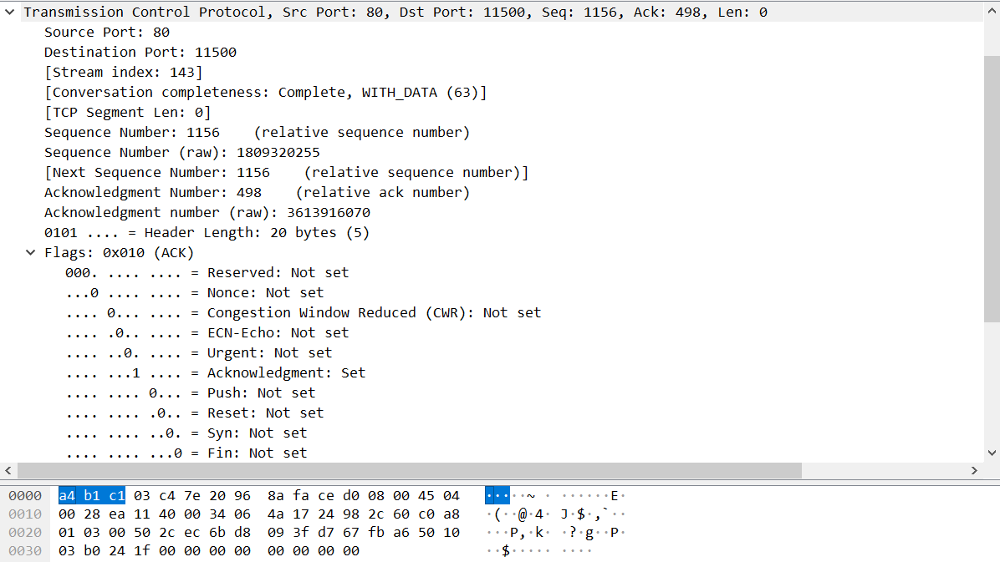 Transmission Control Protocol, Src Port: 80, Dst Port: 11500, Seq: 1156, Ack: 498, Len: 0
Source Port: 80
Destination Port: 11500
[Stream index: 143]
[Conversation completeness: Complete, WITH_DATA (63)]
[TCP Segment Len: 0]
Sequence Number: 1156    (relative sequence number)
Sequence Number (raw): 1809320255
[Next Sequence Number: 1156    (relative sequence number)]
Acknowledgment Number: 498    (relative ack number)
Acknowledgment number (raw): 3613916070
0101 .... = Header Length: 20 bytes (5)
Flags: 0x010 (ACK)
000. .... .... = Reserved: Not set
...0 .... .... = Nonce: Not set
.... 0... .... = Congestion Window Reduced (CWR): Not set
.... .0.. .... = ECN-Echo: Not set
.... ..0. .... = Urgent: Not set
.... ...1 .... = Acknowledgment: Set
.... .... 0... = Push: Not set
.... .... .0.. = Reset: Not set
.... .... ..0. = Syn: Not set
.... .... ...0 = Fin: Not set
0000 a4 b1 c1 03 c4 7e 20 96  8a fa ce d0 08 00 45 04 ·····~ · ······E·
0010 00 28 ea 11 40 00 34 06  4a 17 24 98 2c 60 c0 a8 ·(··@·4· J·$·,`··
0020 01 03 00 50 2c ec 6b d8  09 3f d7 67 fb a6 50 10 ···P,·k· ·?·g··P·
0030 03 b0 24 1f 00 00 00 00  00 00 00 00 ··$····· ····